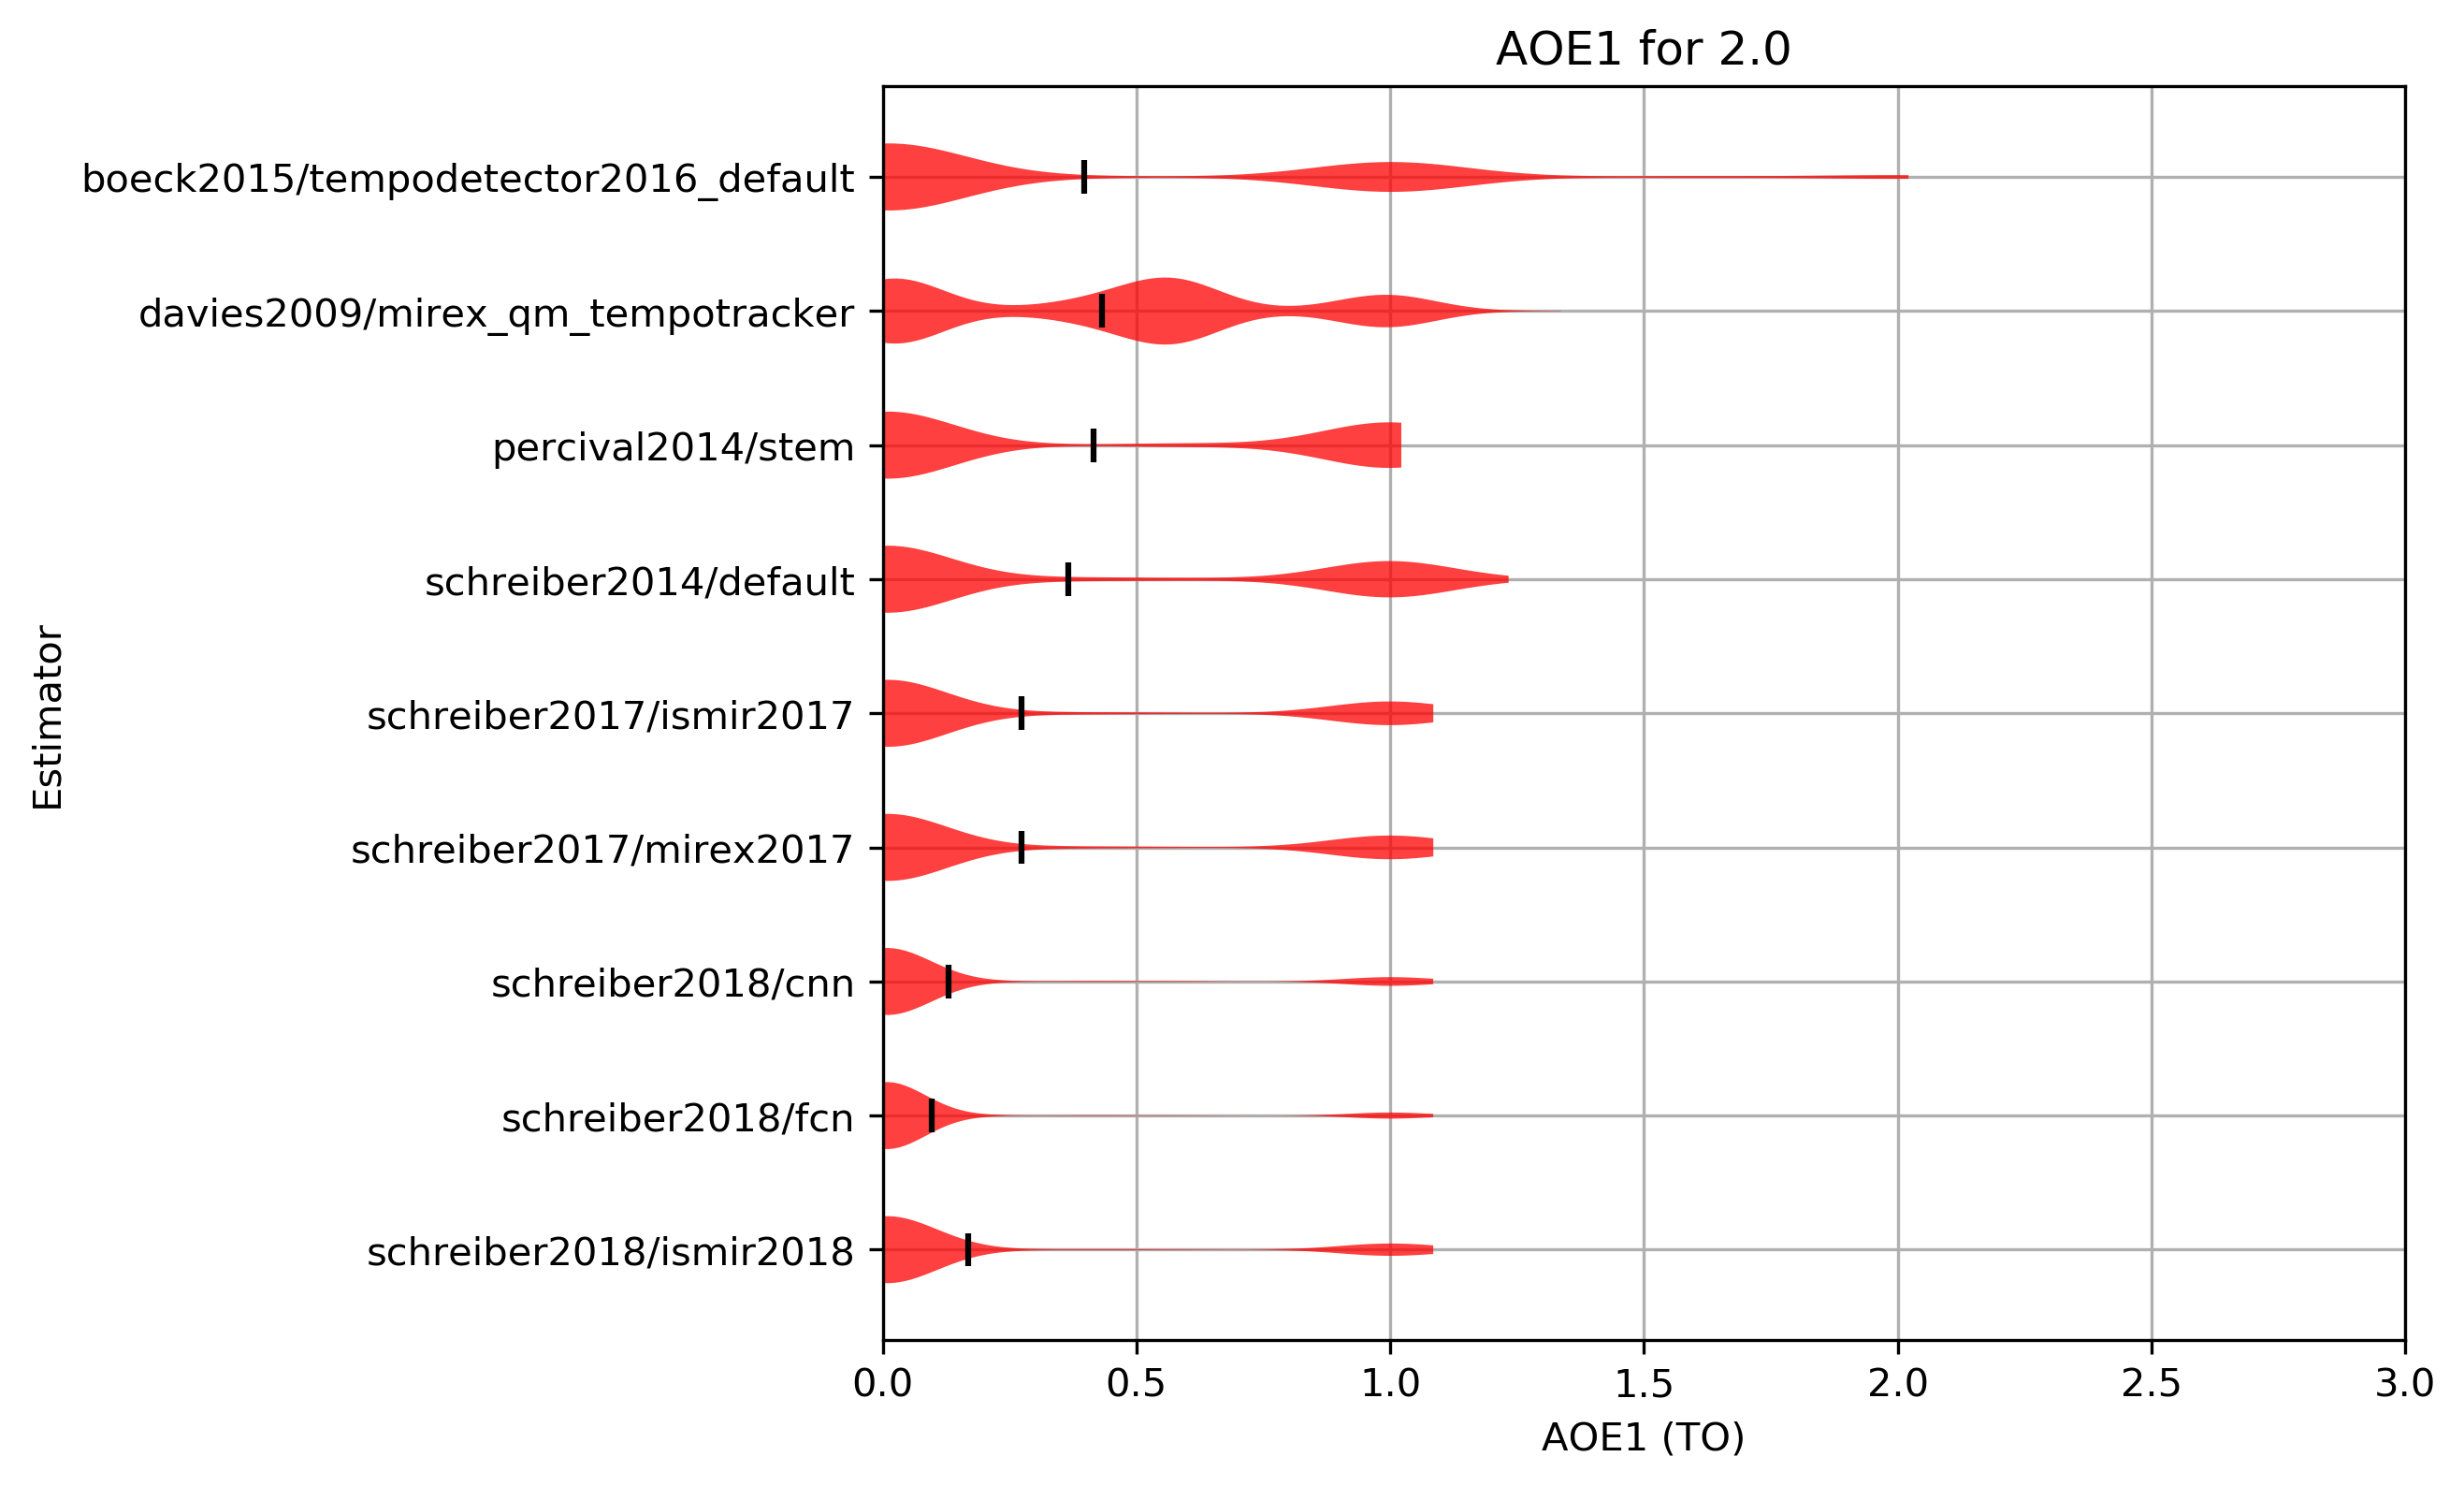 AOE1 for 2.0
boeck2015/tempodetector2016_default
davies2009/mirex_qm_tempotracker
percival2014/stem
schreiber2014/default
schreiber2017/ismir2017
schreiber2017/mirex2017
schreiber2018/cnn
schreiber2018/fcn
schreiber2018/ismir2018
Estimator
0.0 0.5 1.0 1.5 2.0 2.5 3.0
AOE1 (TO)